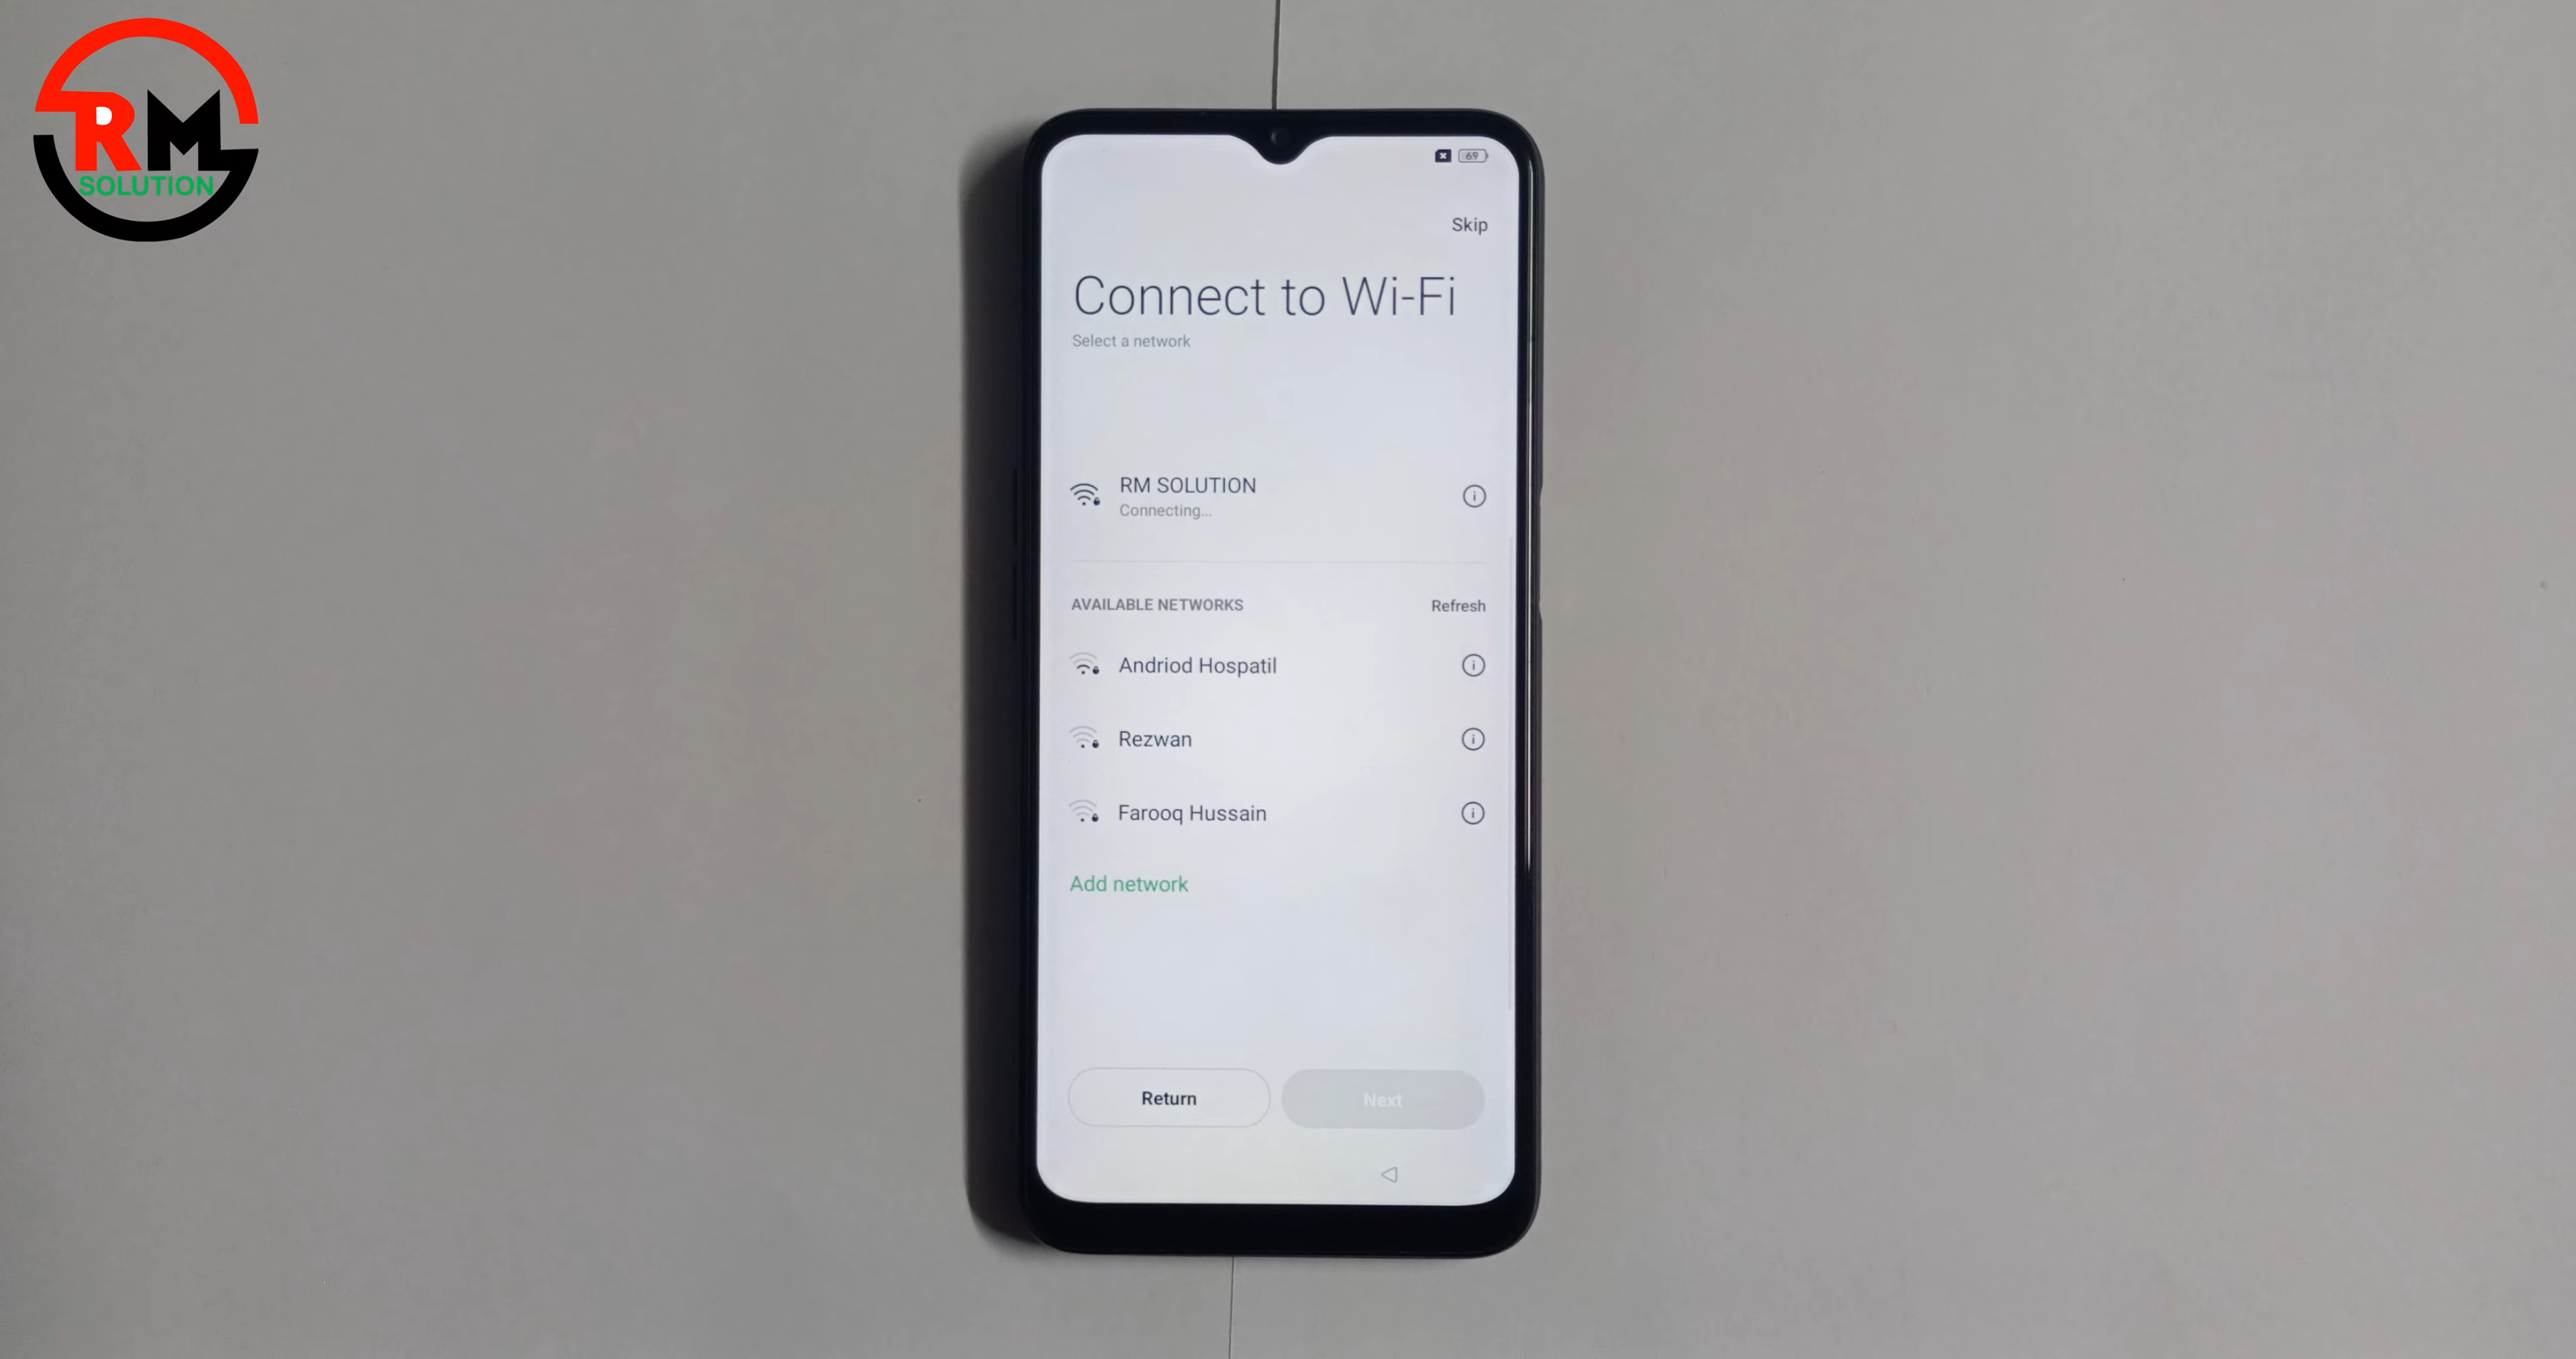 RM
SOLUTION
69
Skip
Connect to Wi-Fi
Select a network
RM SOLUTION
Connecting...
AVAILABLE NETWORKS
Refresh
Andriod Hospatil
Rezwan
Farooq Hussain
Add network
Return
Next